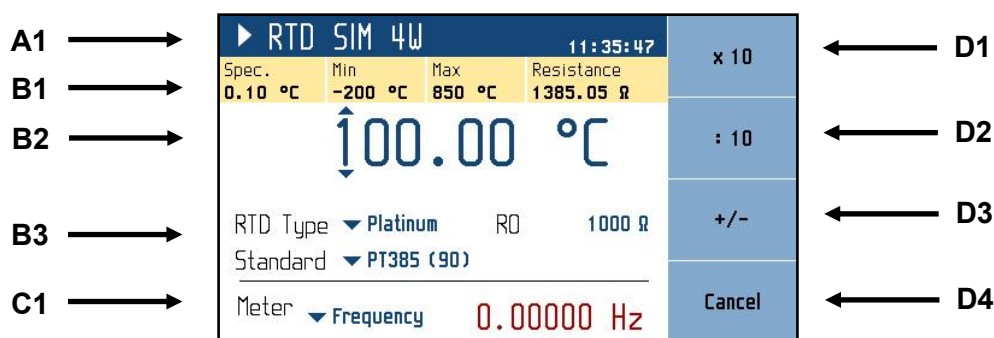 A1
RTD SIM 4W 11:35:47
x 10
D1
Spec. Min Max Resistance
B1
0.10 °C -200 °C 850 °C 1385.05 Ω
B2
100.00 °C
: 10
D2
B3
RTD Type Platinum R0 1000 Ω
+/-
D3
Standard PT385 (90)
C1
Meter Frequency 0.00000 Hz
Cancel
D4